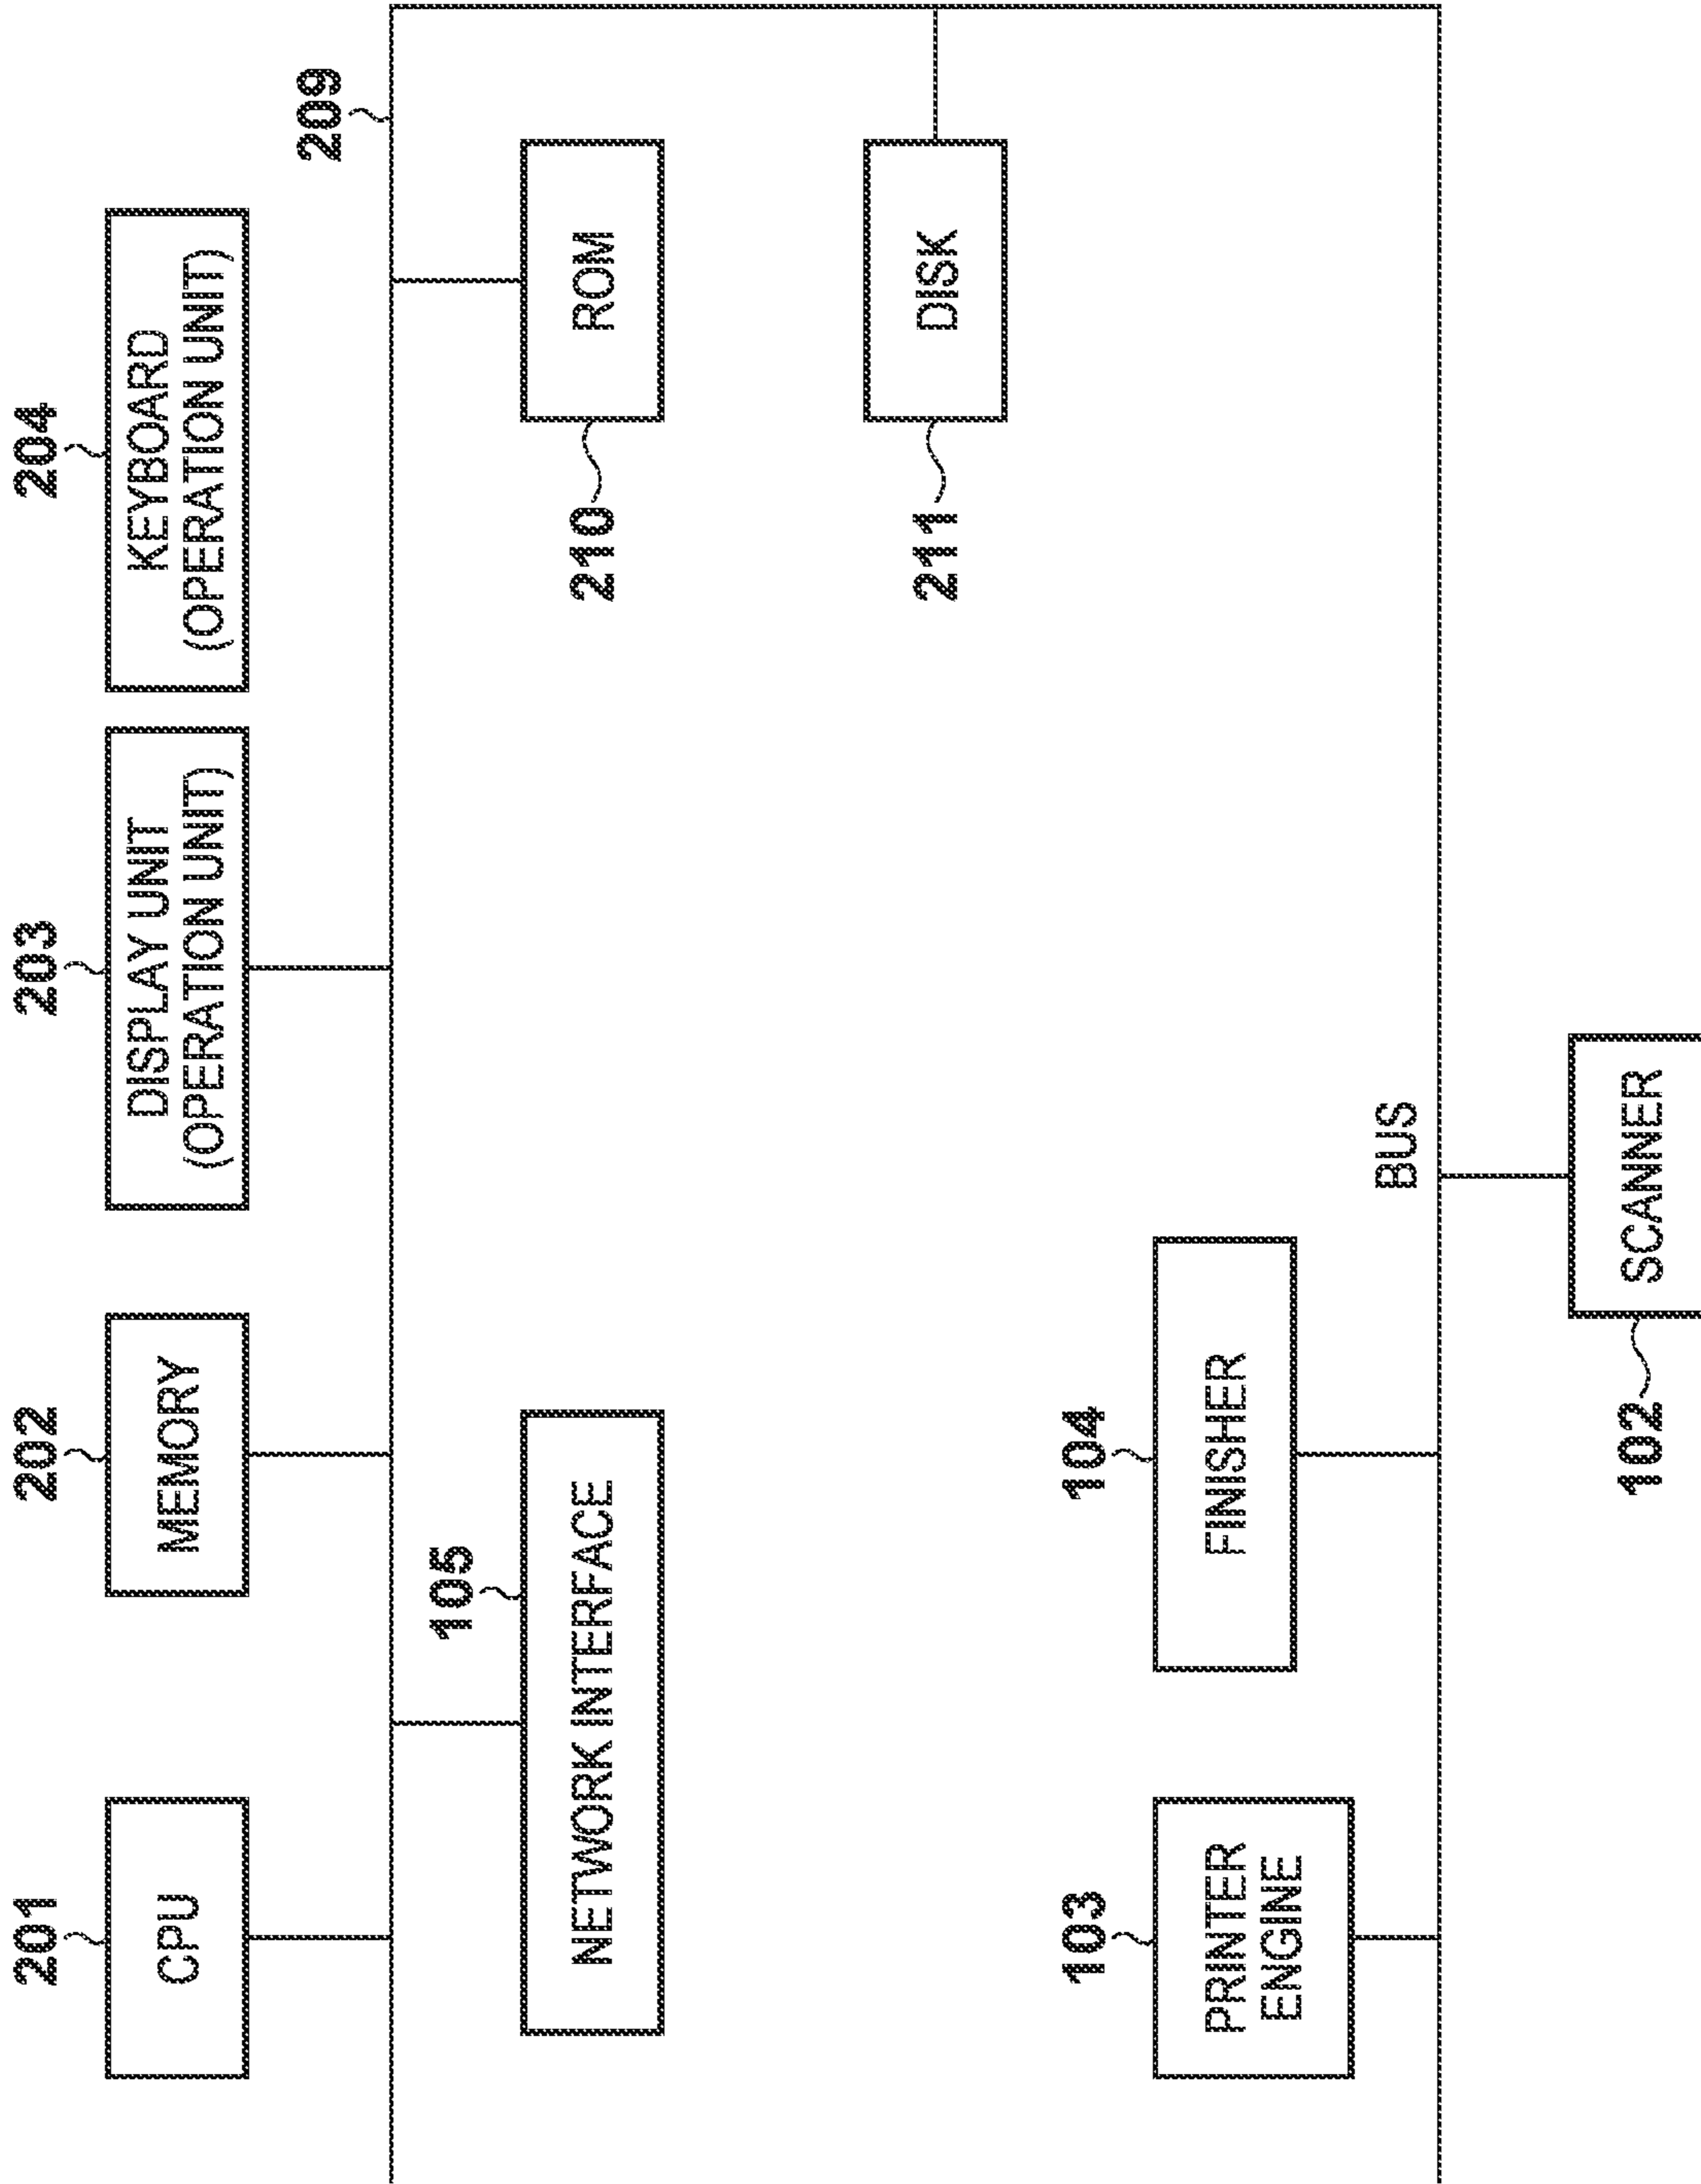 201
CPU
202
MEMORY
203
DISPLAY UNIT
(OPERATION UNIT)
204
KEYBOARD
(OPERATION UNIT)
209
105
NETWORK INTERFACE
210
ROM
211
DISK
103
PRINTER
ENGINE
104
FINISHER
BUS
102
SCANNER